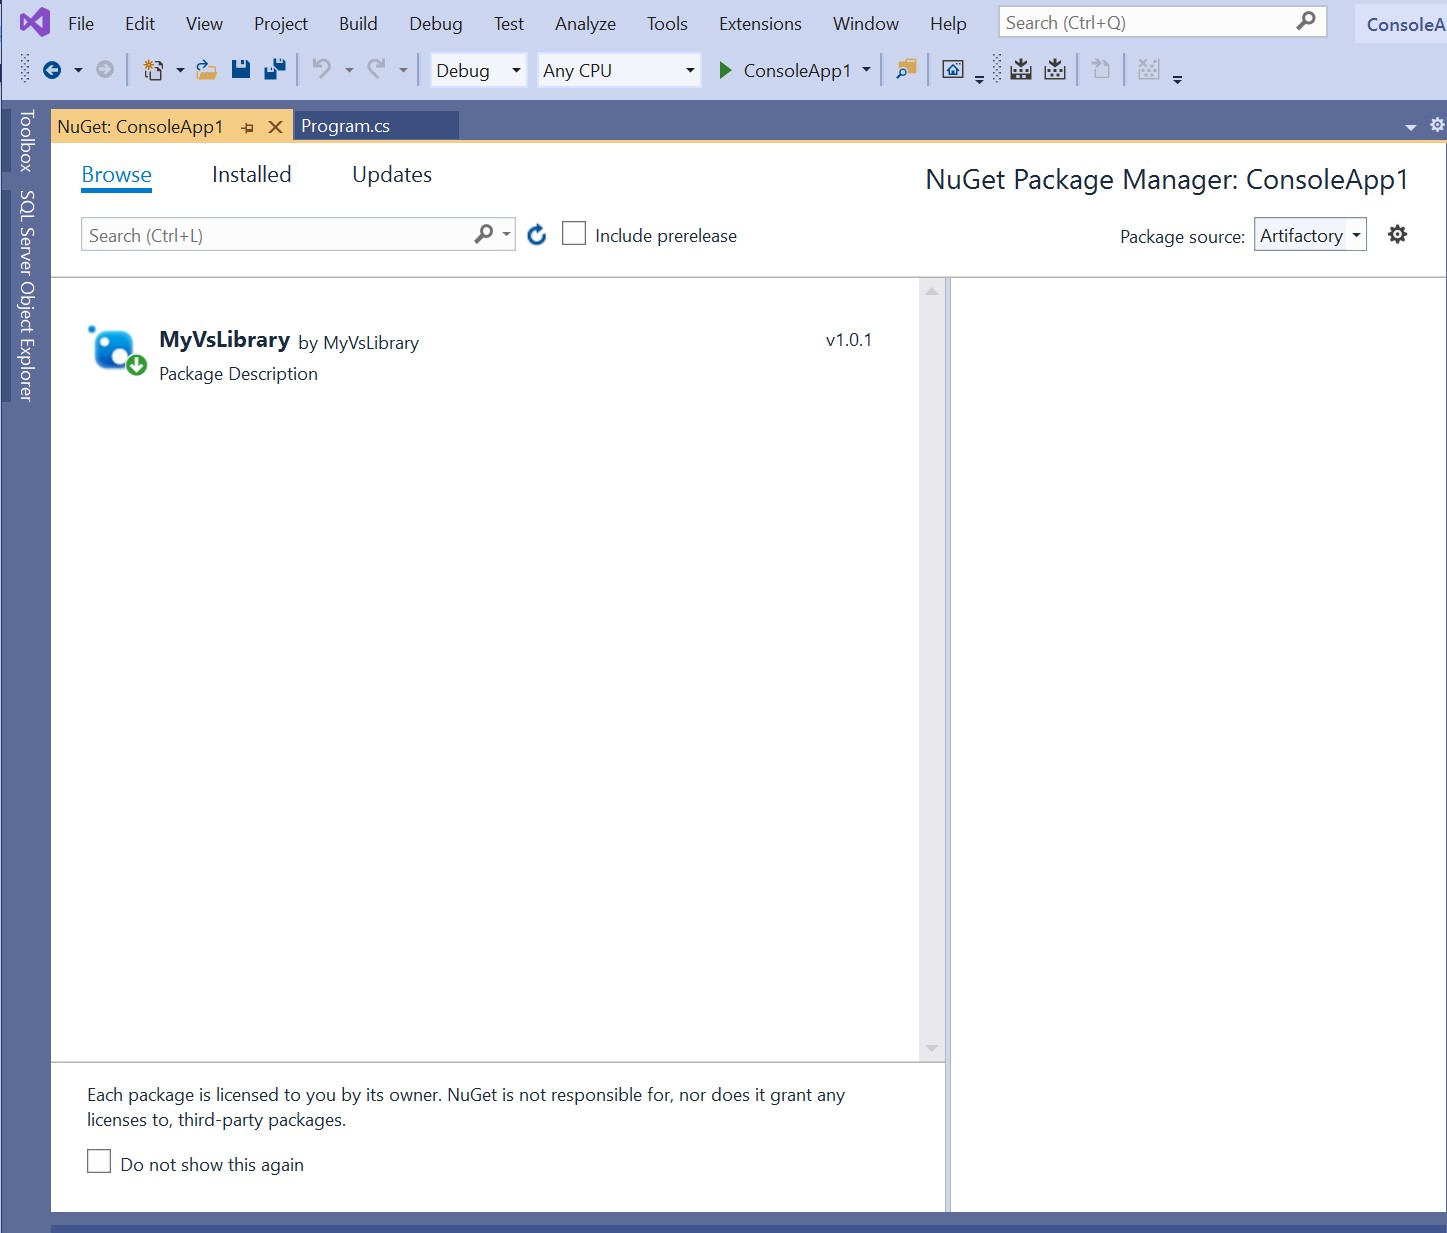 File Edit View Project Build Debug Test Analyze Tools Extensions Window Help Search (Ctrl+Q) ConsoleA
Debug Any CPU ConsoleApp1
Toolbox
SQL Server Object Explorer
NuGet: ConsoleApp1 Program.cs
Browse Installed Updates
NuGet Package Manager: ConsoleApp1
Search (Ctrl+L) Include prerelease
Package source: Artifactory
MyVsLibrary by MyVsLibrary v1.0.1
Package Description
Each package is licensed to you by its owner. NuGet is not responsible for, nor does it grant any
licenses to, third-party packages.
Do not show this again